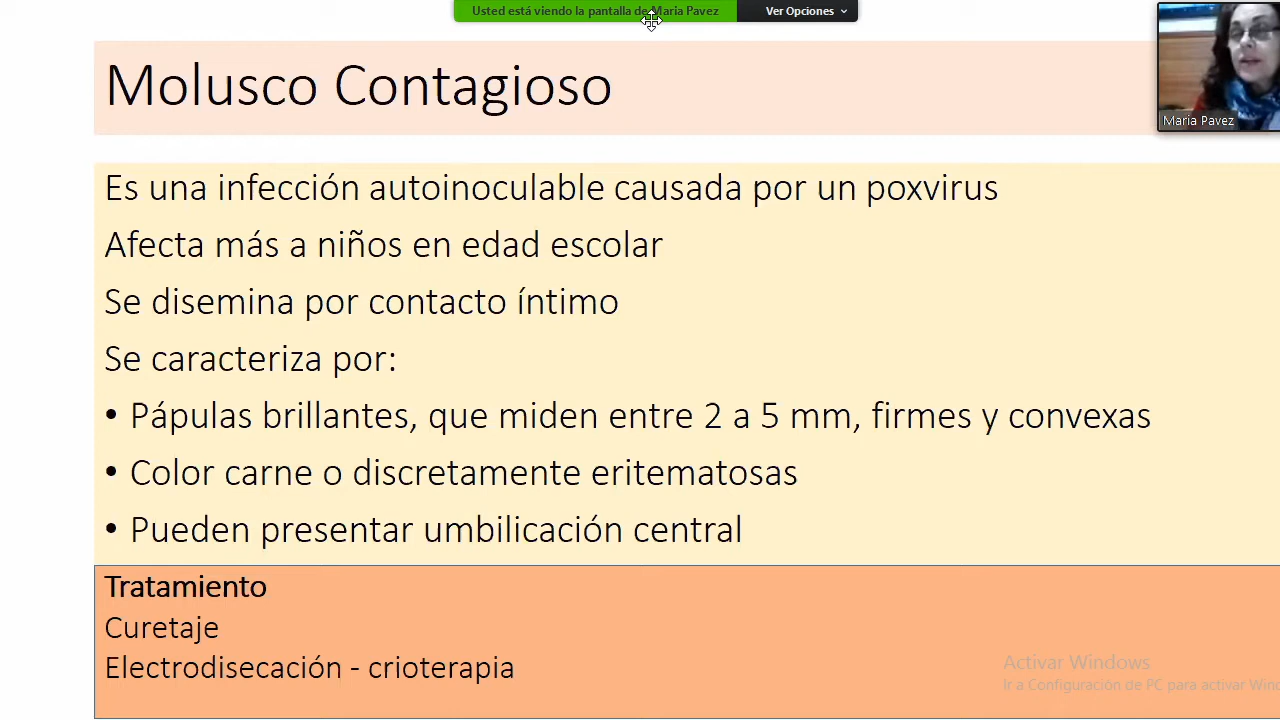 Usted está viendo la pantalla de Maria Pavez
Ver Opciones
Molusco Contagioso
Maria Pavez
Es una infección autoinoculable causada por un poxvirus
Afecta más a niños en edad escolar
Se disemina por contacto íntimo
Se caracteriza por:
• Pápulas brillantes, que miden entre 2 a 5 mm, firmes y convexas
• Color carne o discretamente eritematosas
• Pueden presentar umbilicación central
Tratamiento
Curetaje
Electrodisecación - crioterapia
Activar Windows
Ir a Configuración de PC para activar